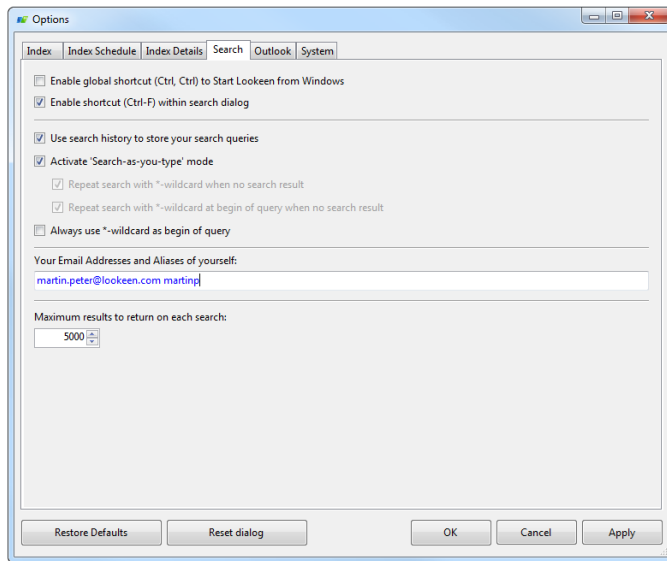 Options
Index Index Schedule Index Details Search Outlook System
Enable global shortcut (Ctrl, Ctrl) to Start Lookeen from Windows
Enable shortcut (Ctrl-F) within search dialog
Use search history to store your search queries
Activate 'Search-as-you-type' mode
Repeat search with *-wildcard when no search result
Repeat search with *-wildcard at begin of query when no search result
Always use *-wildcard as begin of query
Your Email Addresses and Aliases of yourself:
martin.peter@lookeen.com martinp
Maximum results to return on each search:
5000
Restore Defaults Reset dialog OK Cancel Apply